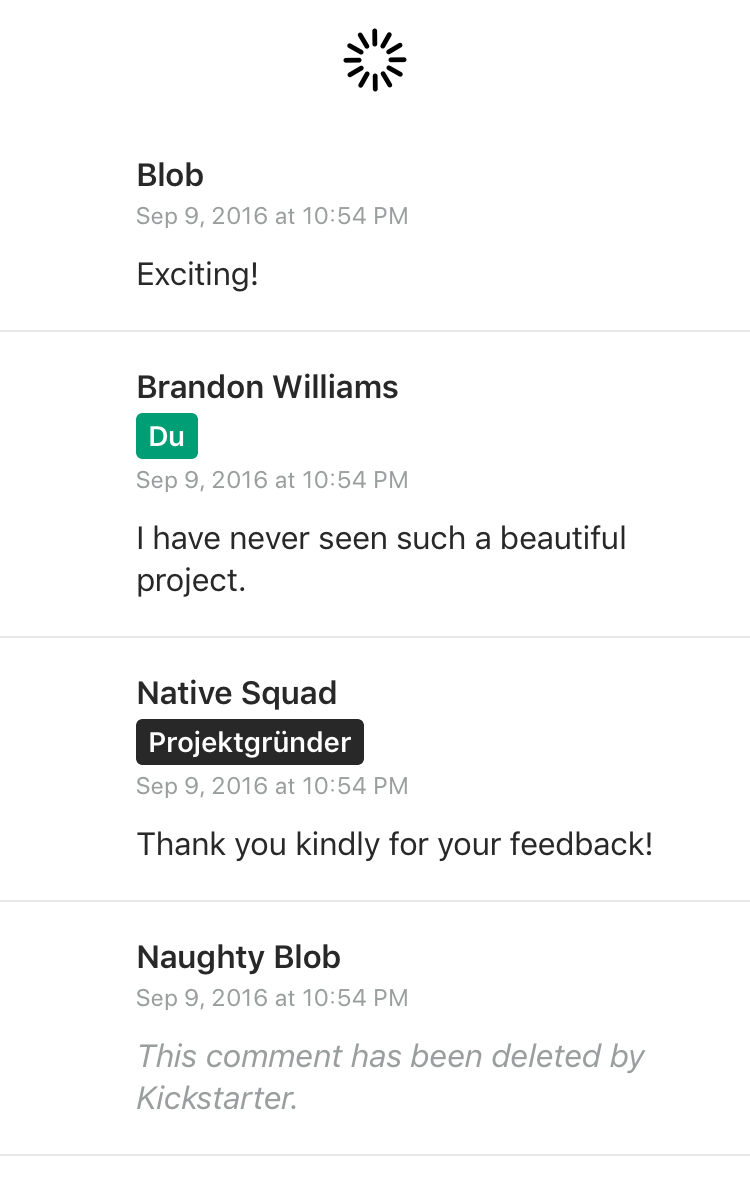 Blob
Sep 9, 2016 at 10:54 PM
Exciting!
Brandon Williams
Du
Sep 9, 2016 at 10:54 PM
I have never seen such a beautiful
project.
Native Squad
Projektgründer
Sep 9, 2016 at 10:54 PM
Thank you kindly for your feedback!
Naughty Blob
Sep 9, 2016 at 10:54 PM
This comment has been deleted by
Kickstarter.